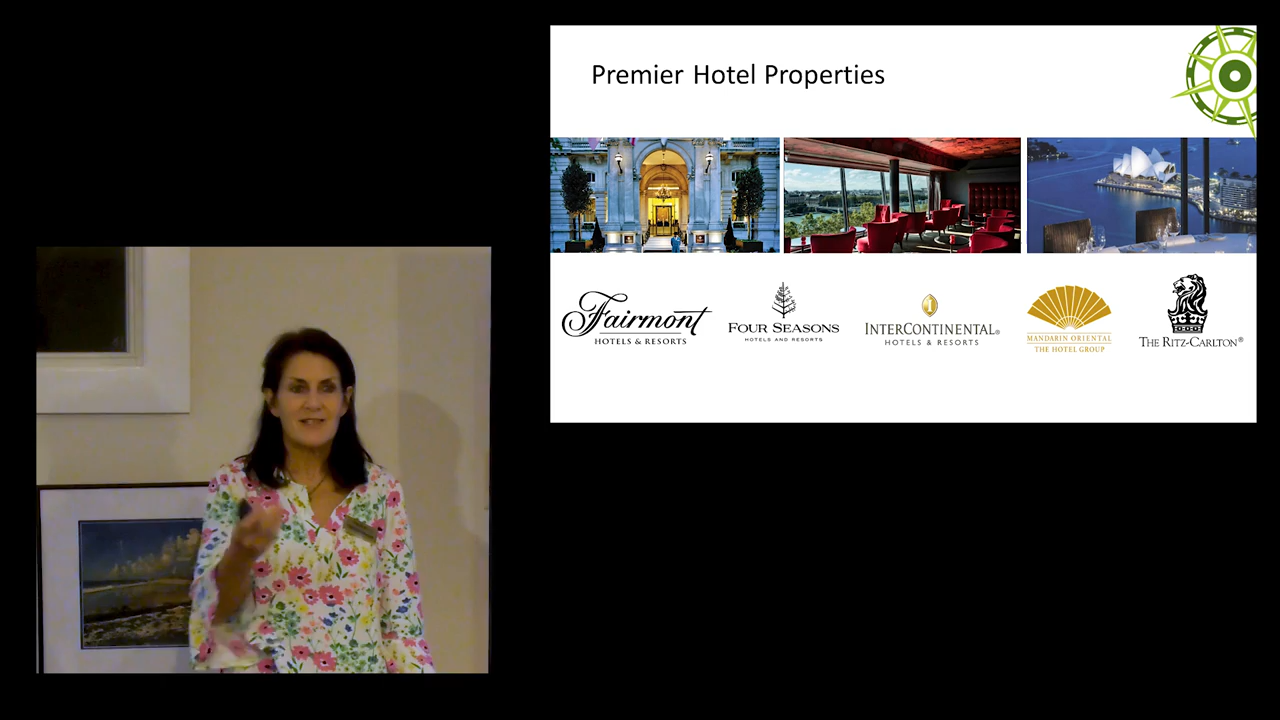 Premier Hotel Properties
Fairmont
HOTELS & RESORTS
FOUR SEASONS
HOTELS AND RESORTS
INTERCONTINENTAL®
HOTELS & RESORTS
MANDARIN ORIENTAL
THE HOTEL GROUP
THE RITZ-CARLTON®